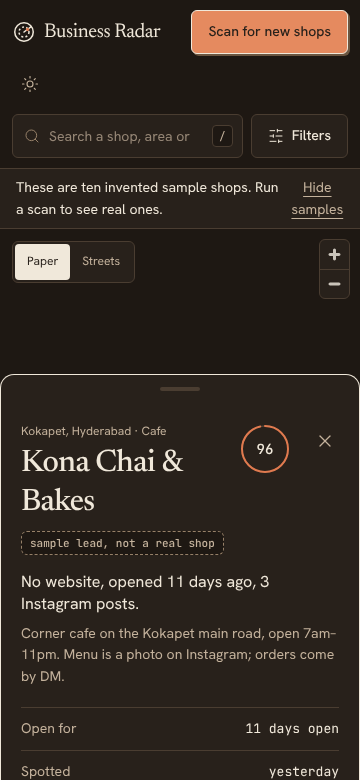 Business Radar
Scan for new shops
Search a shop, area or
/
Filters
These are ten invented sample shops. Run
a scan to see real ones.
Hide
samples
Paper
Streets
+
−
Kokapet, Hyderabad · Cafe
Kona Chai &
Bakes
96
sample lead, not a real shop
No website, opened 11 days ago, 3
Instagram posts.
Corner cafe on the Kokapet main road, open 7am–
11pm. Menu is a photo on Instagram; orders come
by DM.
Open for
11 days open
Spotted
yesterday